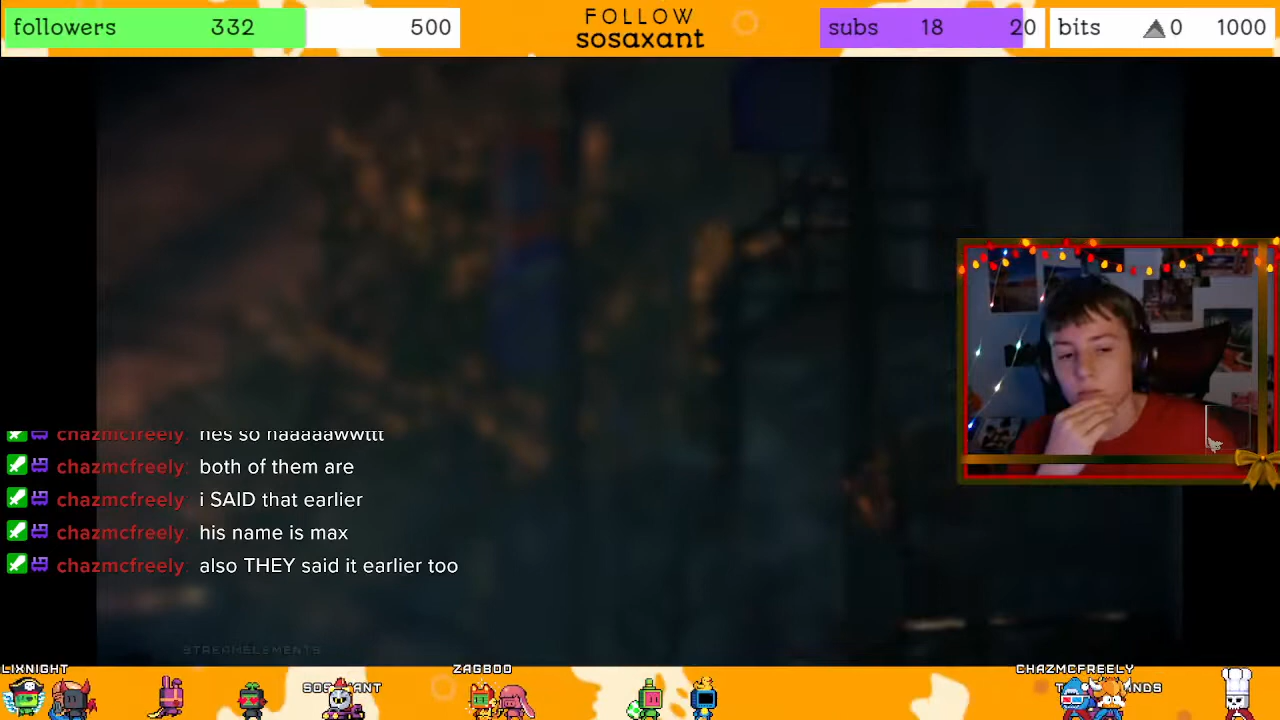 followers 332 500
FOLLOW
sosaxant
subs 18 20
bits 0 1000
chazmcfreely: hes so haaaaawwttt
chazmcfreely: both of them are
chazmcfreely: i SAID that earlier
chazmcfreely: his name is max
chazmcfreely: also THEY said it earlier too
STREAMELEMENTS
LIXNIGHT
ZAGBOO
CHAZMCFREELY